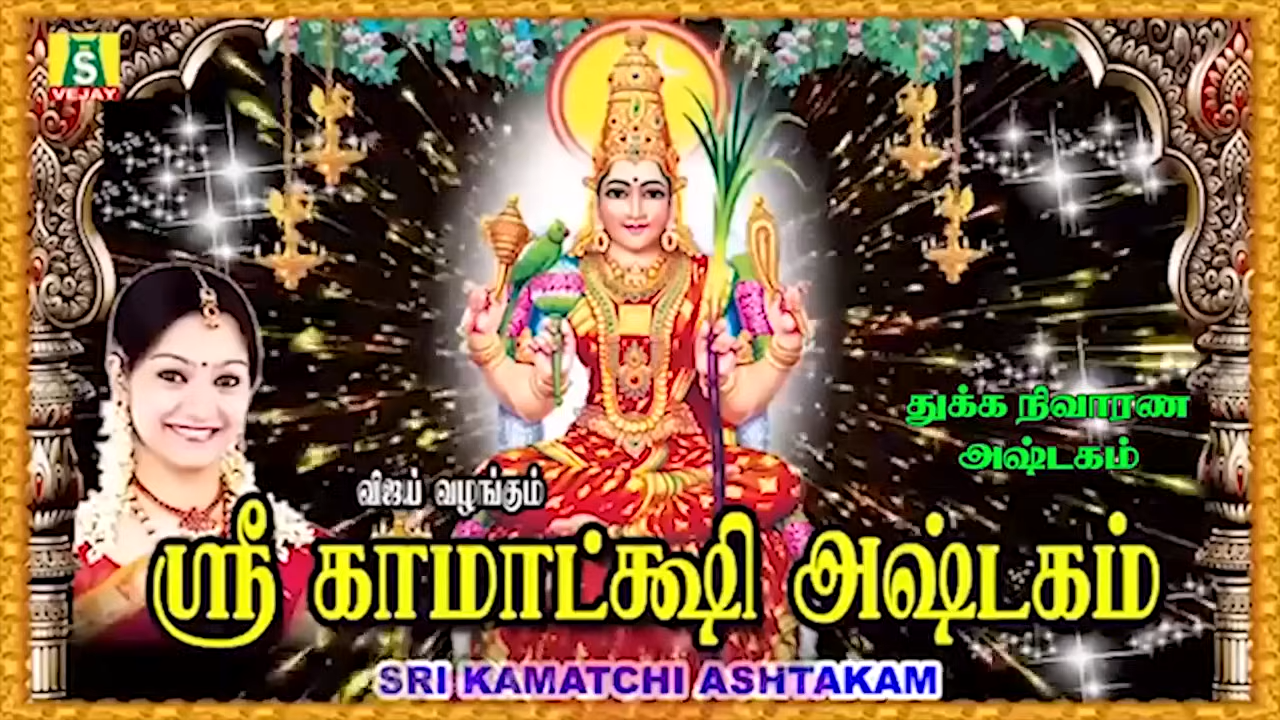 S
VEJAY
துக்க நிவாரண
அஷ்டகம்
விஜய் வழங்கும்
ஸ்ரீ காமாட்க்ஷி அஷ்டகம்
SRI KAMATCHI ASHTAKAM